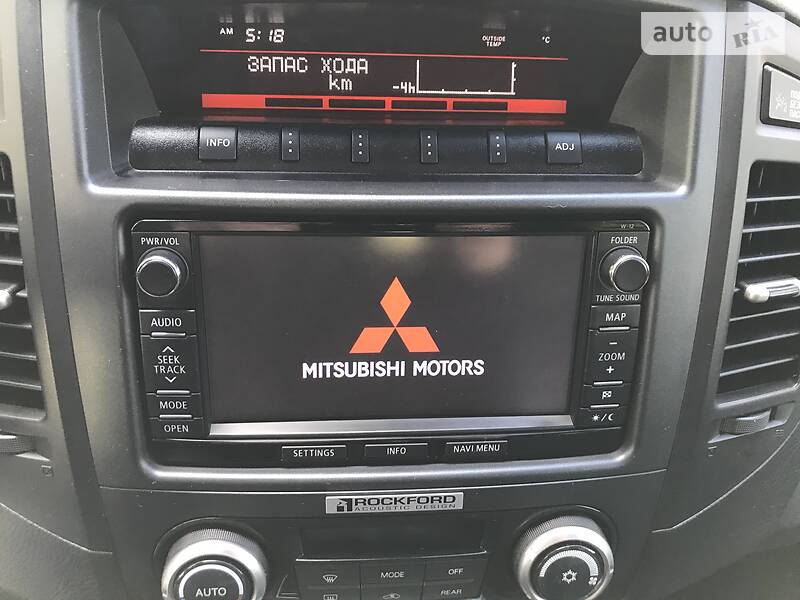 auto RIA
AM 5:18
OUTSIDE TEMP °C
ЗАПАС ХОДА
km -4h
INFO
ADJ
W-12
PWR/VOL
FOLDER
TUNE SOUND
AUDIO
MAP
SEEK
TRACK
− ZOOM +
MODE
OPEN
MITSUBISHI MOTORS
SETTINGS
INFO
NAVI MENU
ROCKFORD
ACOUSTIC DESIGN
AUTO
MODE
OFF
REAR